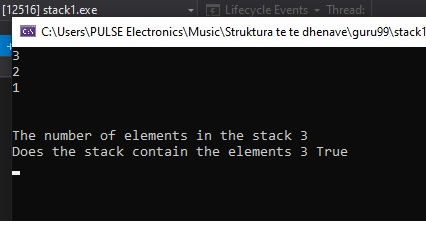 [12516] stack1.exe Lifecycle Events Thread:
C:\Users\PULSE Electronics\Music\Struktura te te dhenave\guru99\stack1
3
2
1
The number of elements in the stack 3
Does the stack contain the elements 3 True